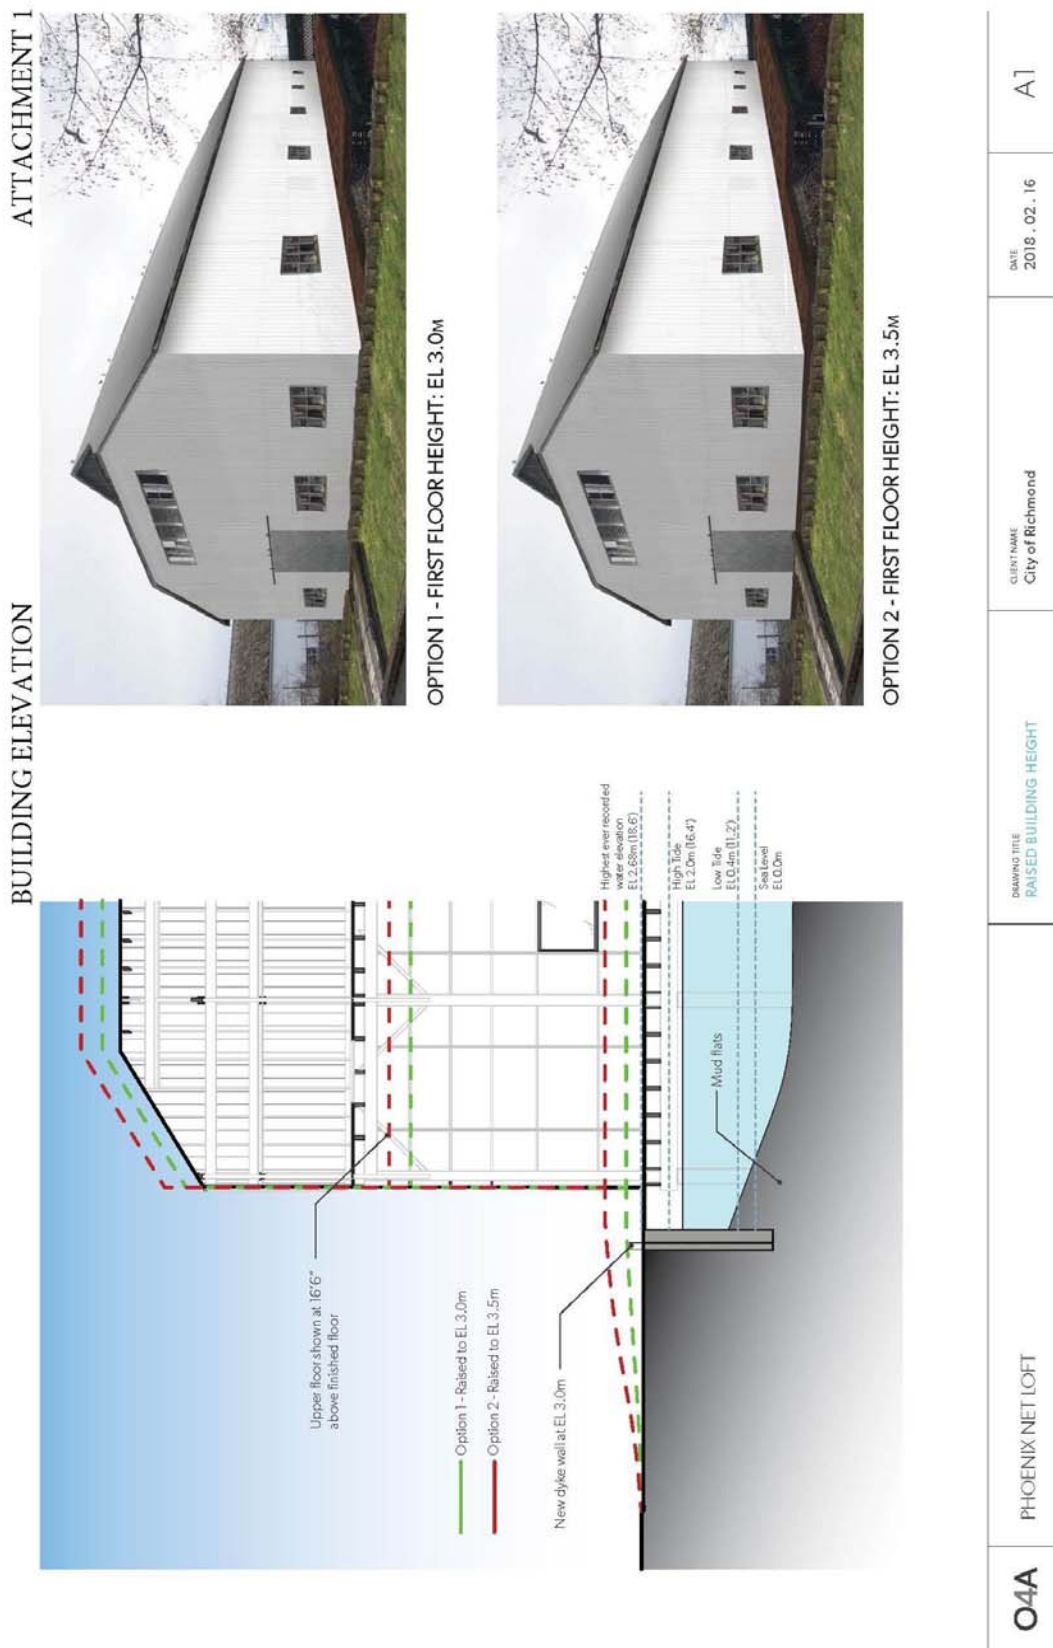 BUILDING ELEVATION
ATTACHMENT 1
Upper floor shown at 16'6"
above finished floor
Option 1 - Raised to EL 3.0m
Option 2 - Raised to EL 3.5m
New dyke wall at EL 3.0m
Highest ever recorded
water elevation
EL 2.68m (18.6')
High Tide
EL 2.0m (16.4')
Low Tide
EL 0.4m (11.2')
Sea Level
EL 0.0m
Mud flats
OPTION 1 - FIRST FLOOR HEIGHT: EL 3.0M
OPTION 2 - FIRST FLOOR HEIGHT: EL 3.5M
O4A
PHOENIX NET LOFT
DRAWING TITLE
RAISED BUILDING HEIGHT
CLIENT NAME
City of Richmond
DATE
2018 . 02 . 16
A1